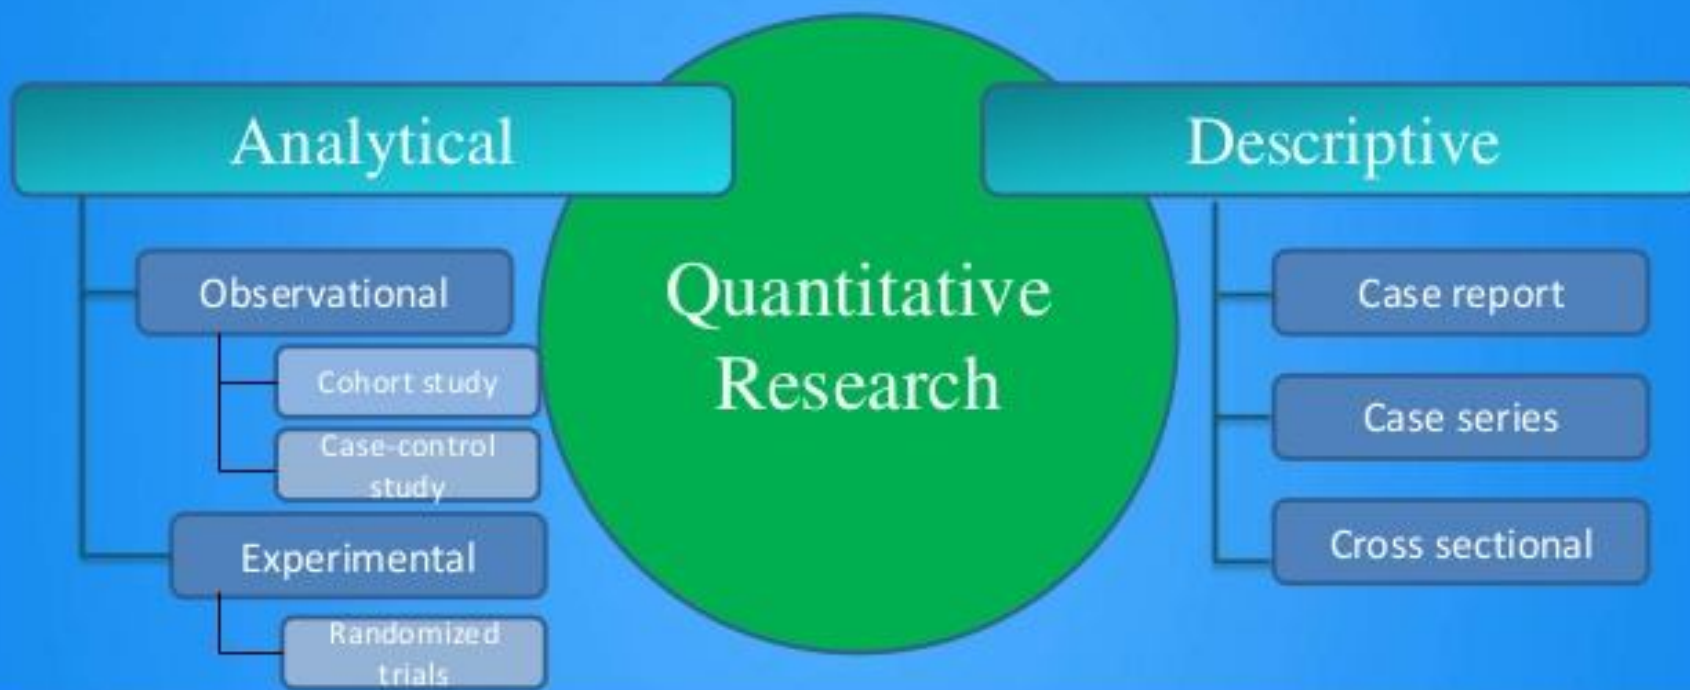 Analytical
Descriptive
Quantitative
Research
Observational
Cohort study
Case-control
study
Experimental
Randomized
trials
Case report
Case series
Cross sectional